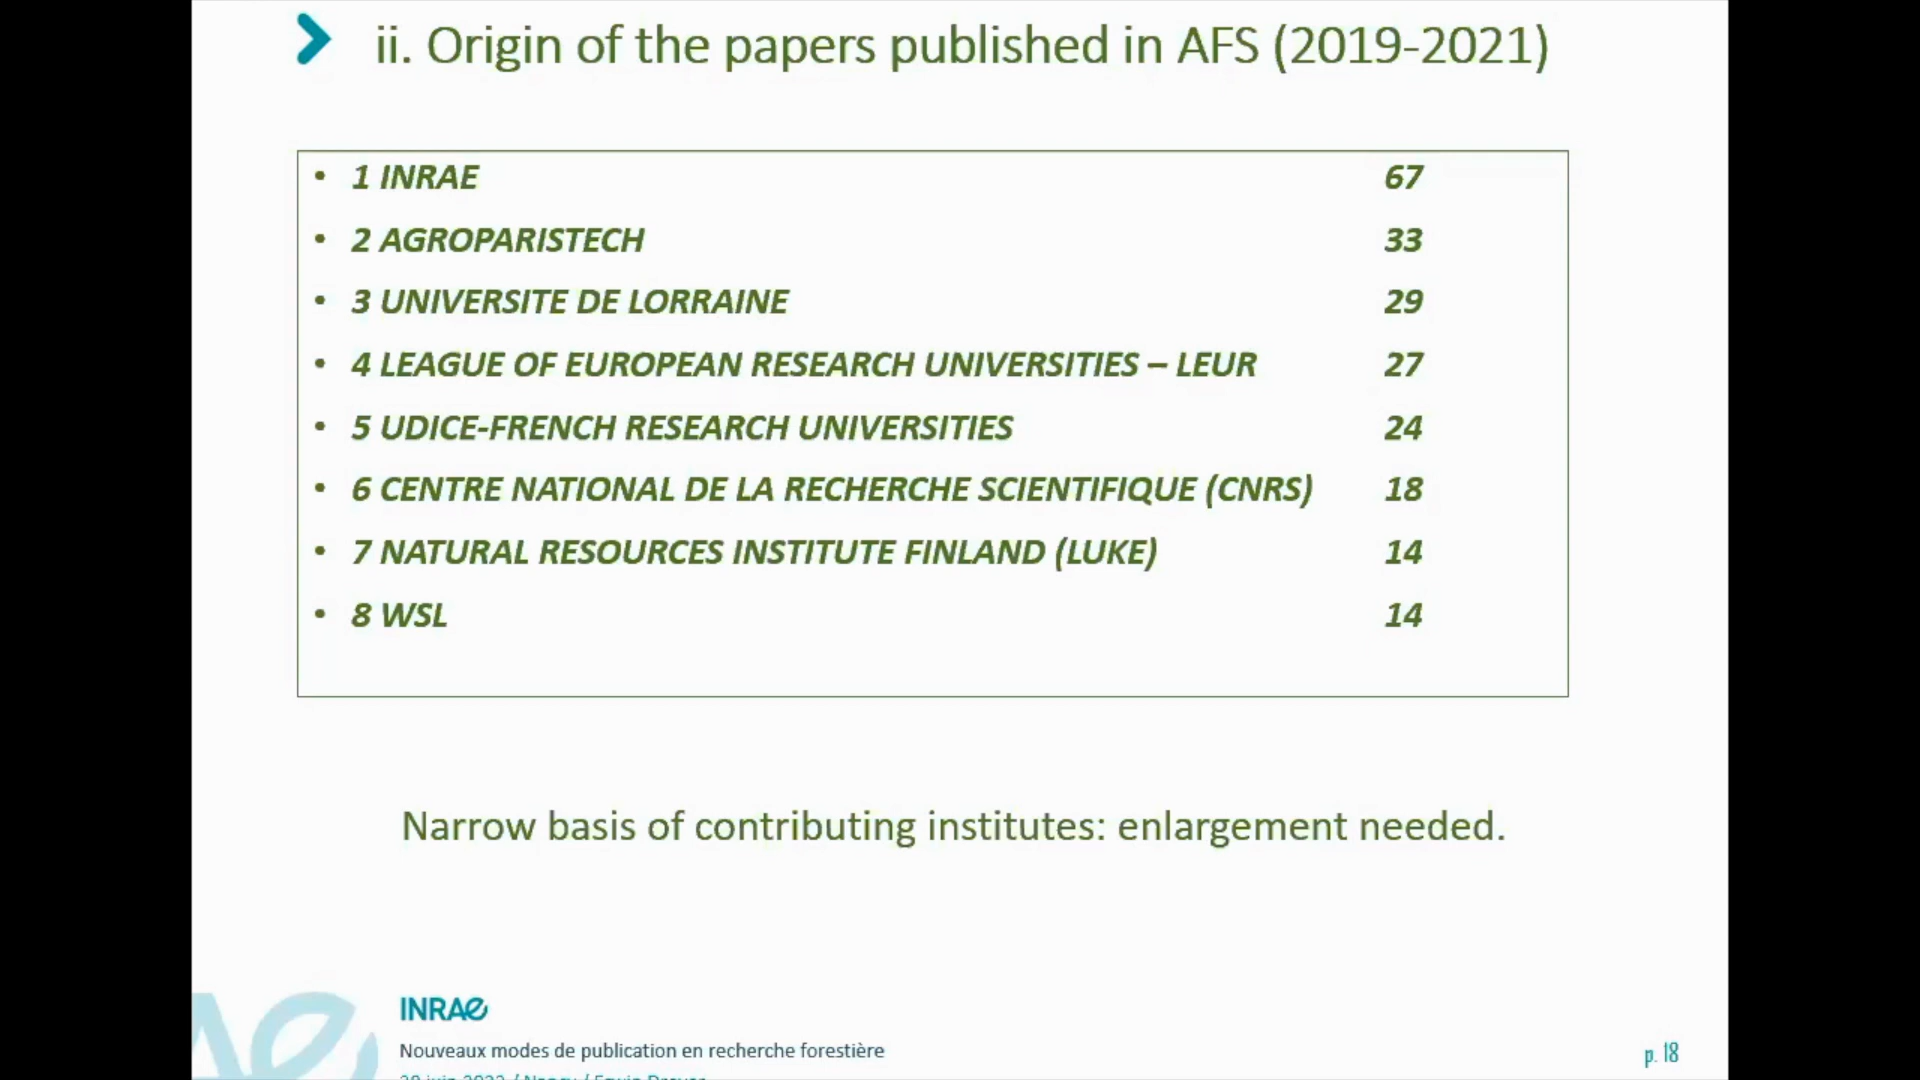 ii. Origin of the papers published in AFS (2019-2021)
• 1 INRAE 67
• 2 AGROPARISTECH 33
• 3 UNIVERSITE DE LORRAINE 29
• 4 LEAGUE OF EUROPEAN RESEARCH UNIVERSITIES – LEUR 27
• 5 UDICE-FRENCH RESEARCH UNIVERSITIES 24
• 6 CENTRE NATIONAL DE LA RECHERCHE SCIENTIFIQUE (CNRS) 18
• 7 NATURAL RESOURCES INSTITUTE FINLAND (LUKE) 14
• 8 WSL 14
Narrow basis of contributing institutes: enlargement needed.
INRAE
Nouveaux modes de publication en recherche forestière
p. 18